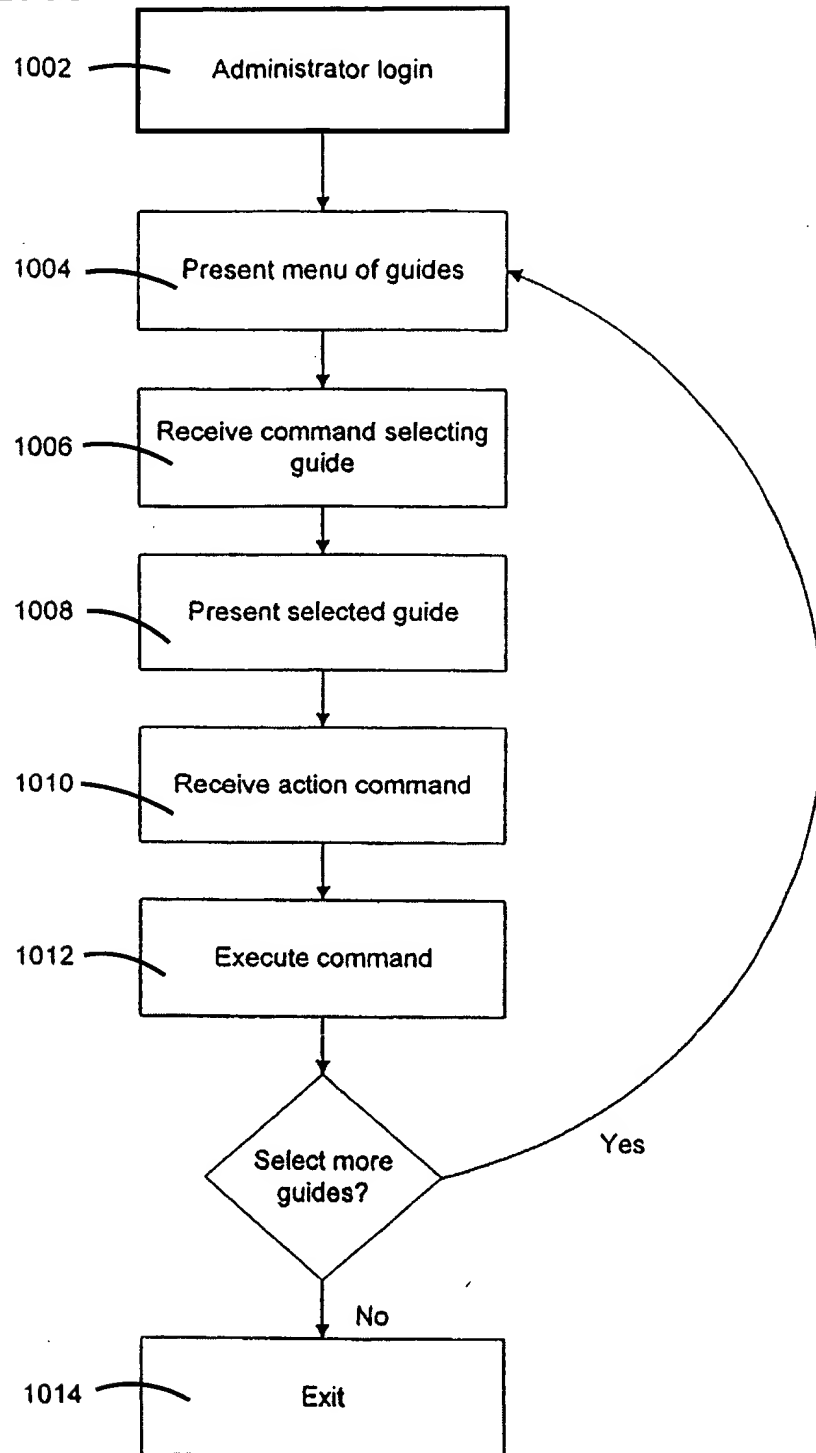 1002
Administrator login
1004
Present menu of guides
1006
Receive command selecting
guide
1008
Present selected guide
1010
Receive action command
1012
Execute command
Select more
guides?
Yes
No
1014
Exit